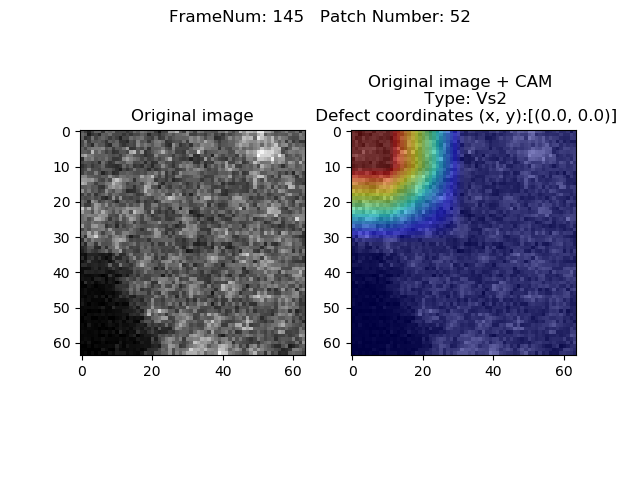 FrameNum: 145   Patch Number: 52
Original image
0
10
20
30
40
50
60
0 20 40 60
Original image + CAM
Type: Vs2
Defect coordinates (x, y):[(0.0, 0.0)]
0
10
20
30
40
50
60
0 20 40 60